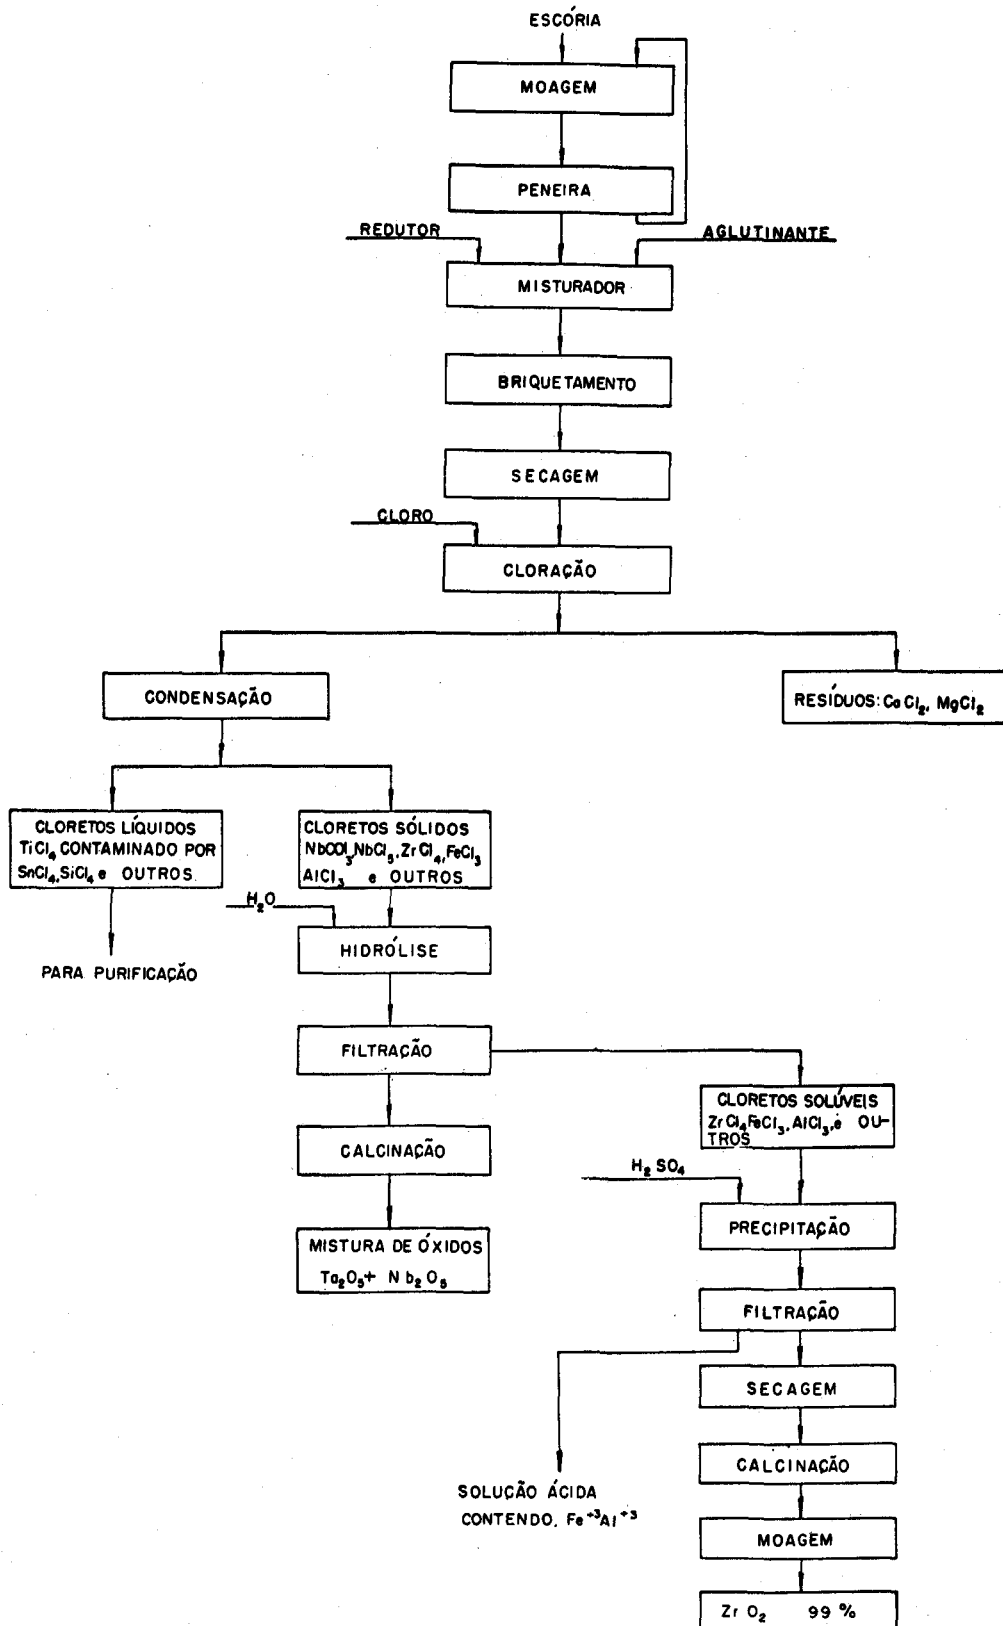 ESCÓRIA
MOAGEM
PENEIRA
REDUTOR
AGLUTINANTE
MISTURADOR
BRIQUETAMENTO
SECAGEM
CLORO
CLORAÇÃO
CONDENSAÇÃO
RESÍDUOS: CaCl₂, MgCl₂
CLORETOS LÍQUIDOS
TiCl₄ CONTAMINADO POR
SnCl₄, SiCl₄ e OUTROS
CLORETOS SÓLIDOS
NbOCl₃, NbCl₅, ZrCl₄, FeCl₃
AlCl₃ e OUTROS
H₂O
HIDRÓLISE
PARA PURIFICAÇÃO
FILTRAÇÃO
CLORETOS SOLÚVEIS
ZrCl₄ FeCl₃, AlCl₃, e OU-
TROS
CALCINAÇÃO
H₂SO₄
PRECIPITAÇÃO
MISTURA DE ÓXIDOS
Ta₂O₅ + Nb₂O₅
FILTRAÇÃO
SECAGEM
CALCINAÇÃO
SOLUÇÃO ÁCIDA
CONTENDO, Fe⁺³Al⁺³
MOAGEM
ZrO₂ 99 %